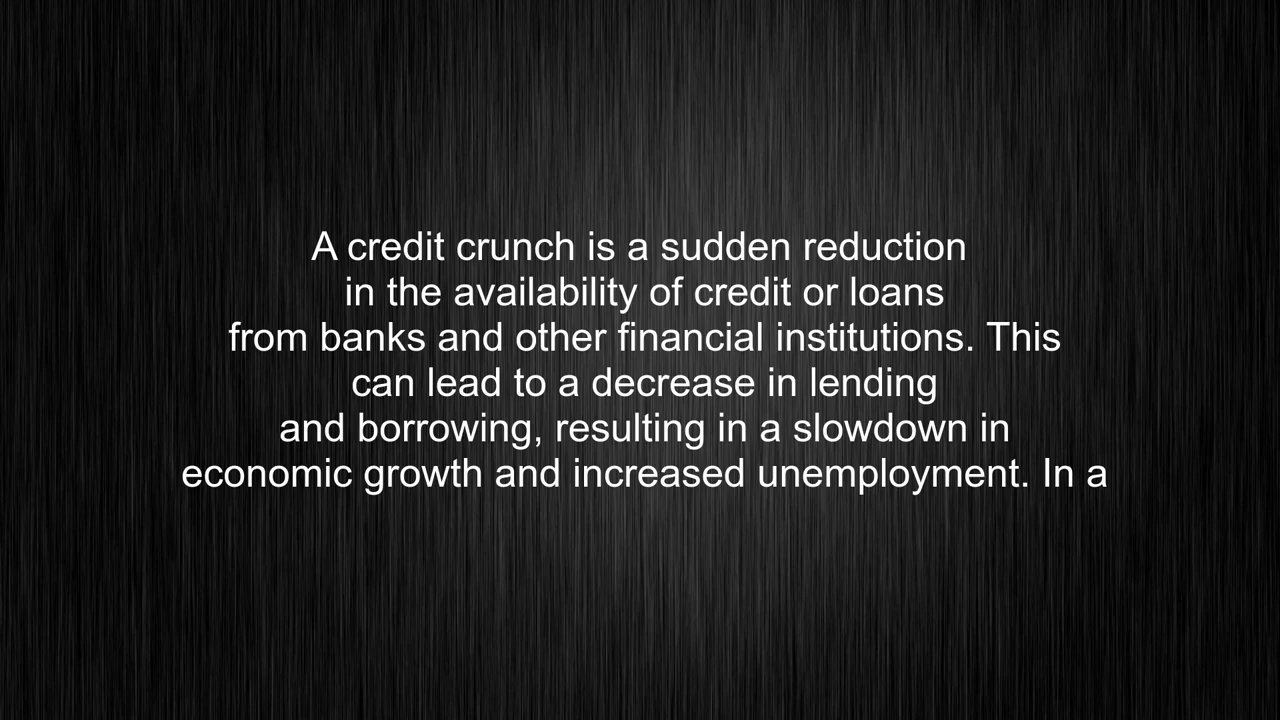 A credit crunch is a sudden reduction
in the availability of credit or loans
from banks and other financial institutions. This
can lead to a decrease in lending
and borrowing, resulting in a slowdown in
economic growth and increased unemployment. In a